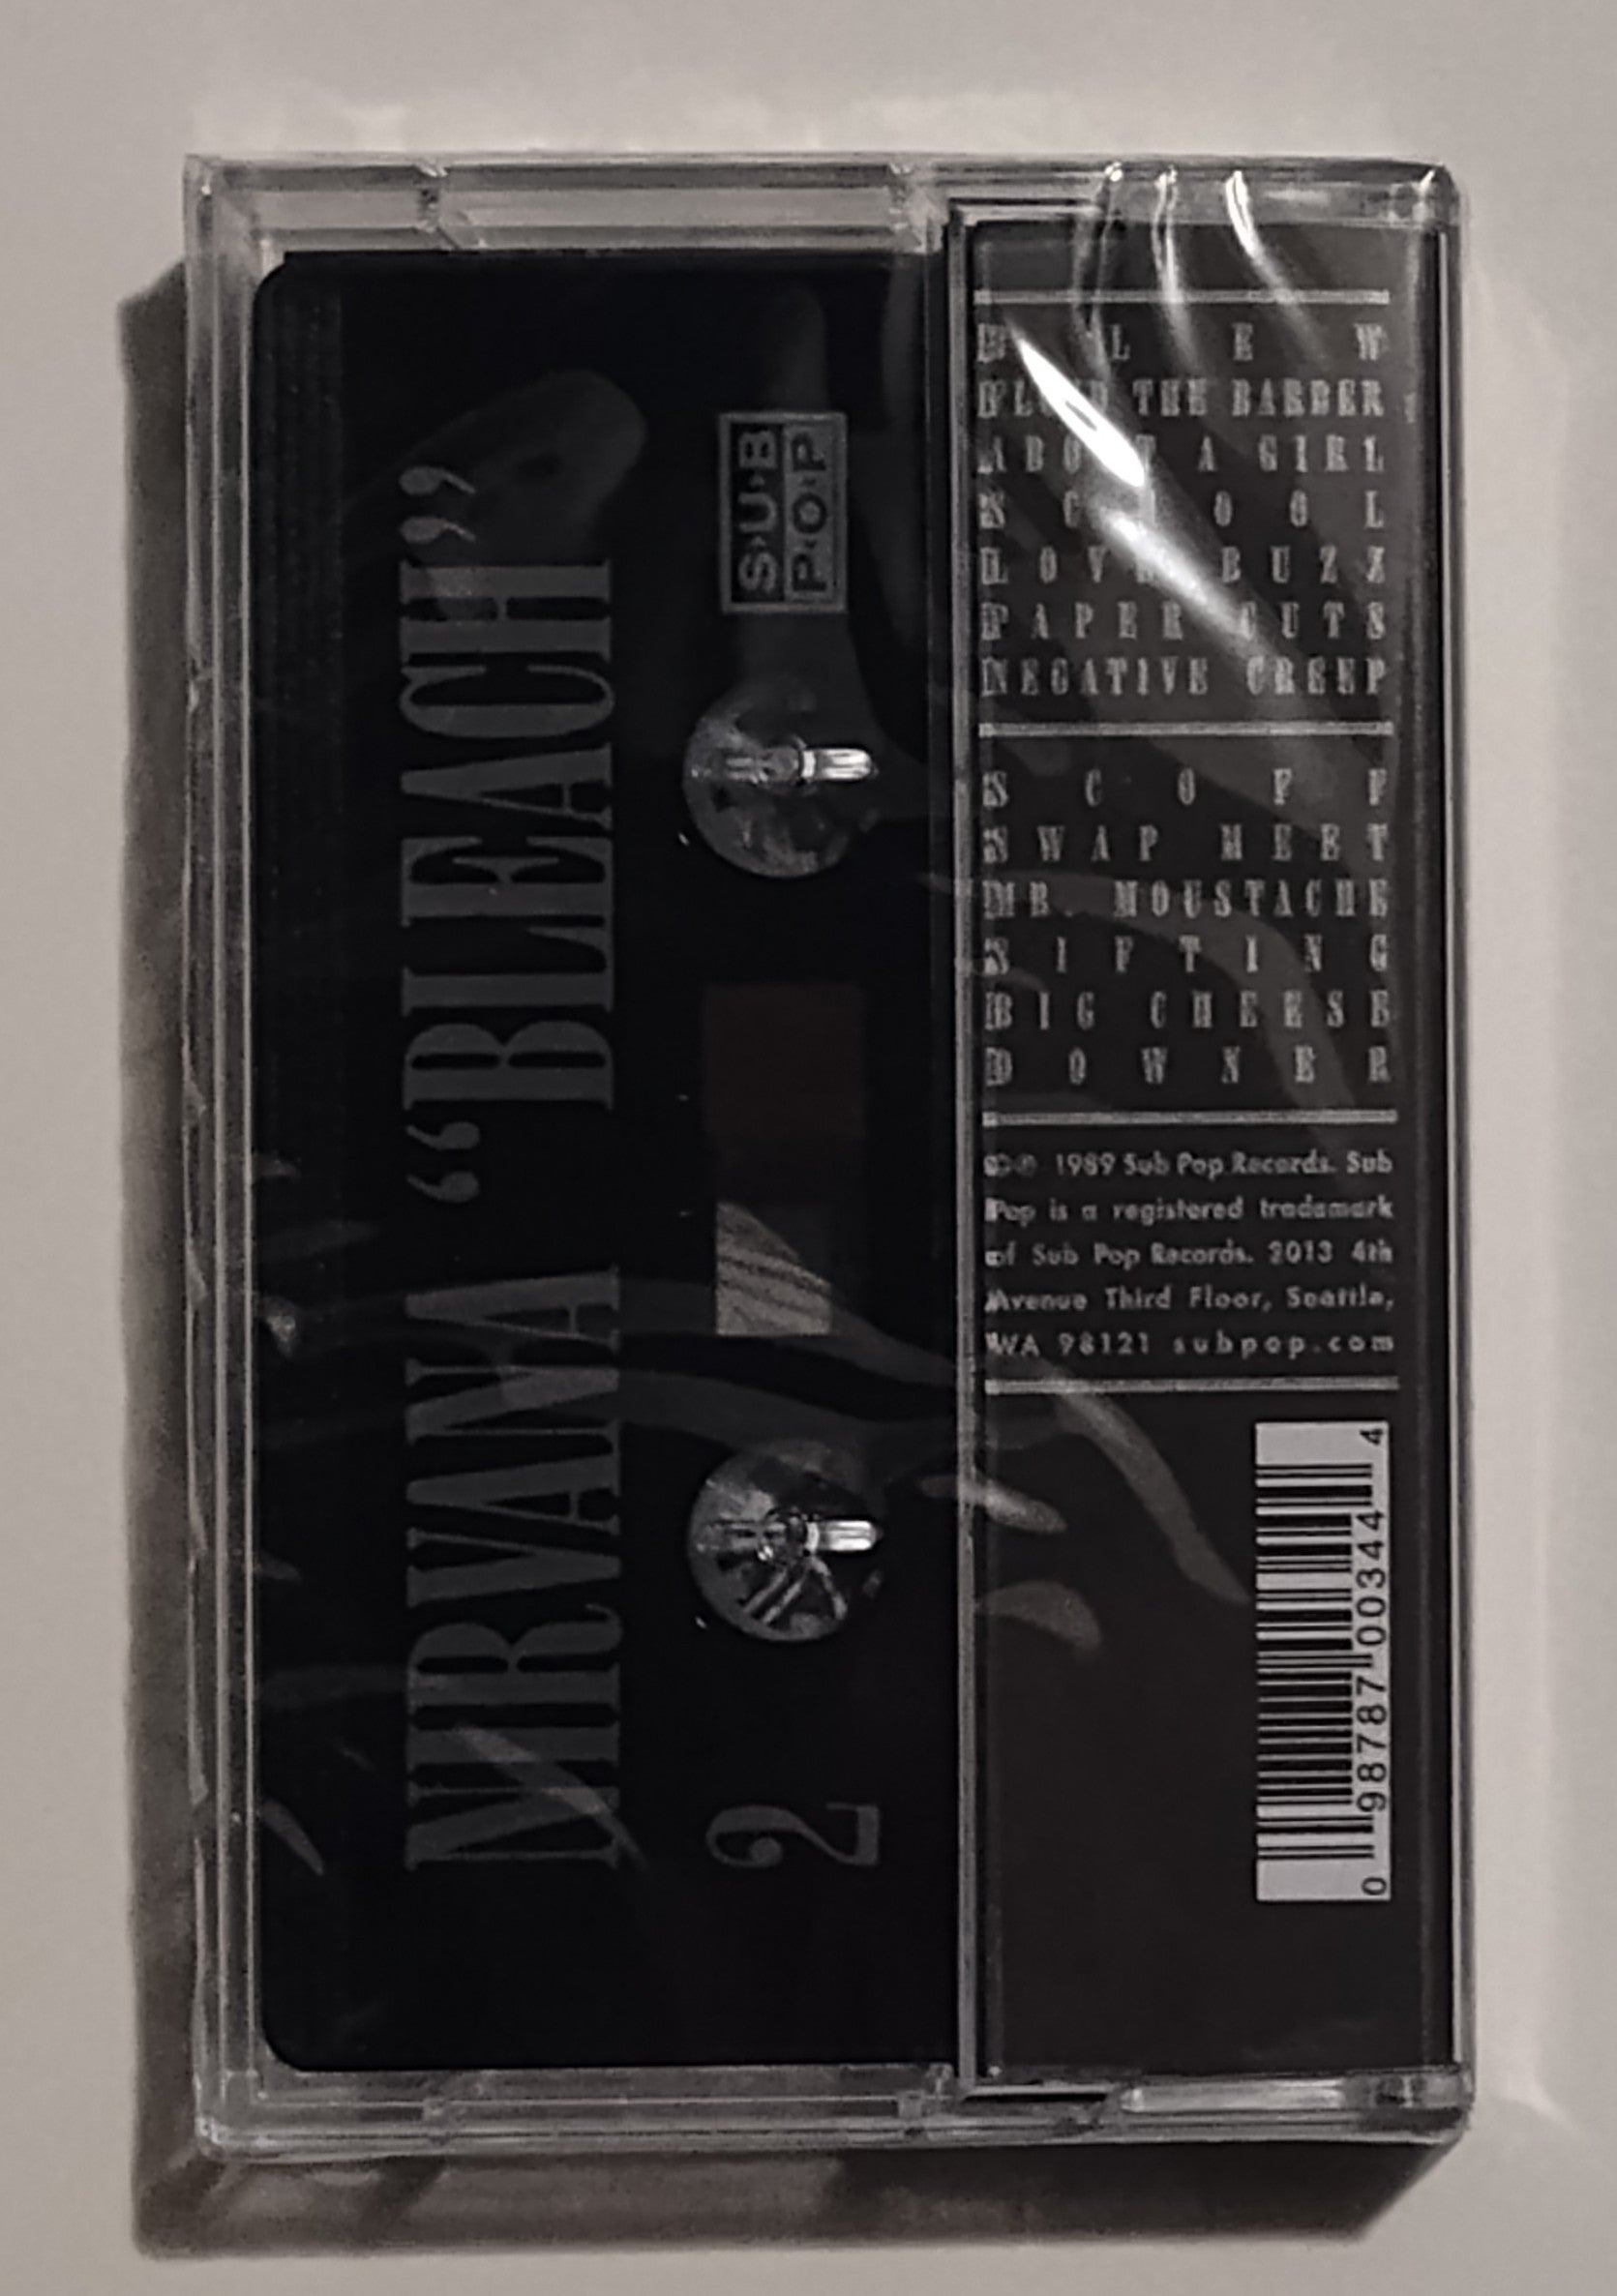 NIRVANA “BLEACH”
S·U·B
P·O·P
2
BLEW
FLOYD THE BARBER
ABOUT A GIRL
SCHOOL
LOVE BUZZ
PAPER CUTS
NEGATIVE CREEP
SCOFF
SWAP MEET
MR. MOUSTACHE
SIFTING
BIG CHEESE
DOWNER
©℗ 1989 Sub Pop Records. Sub
Pop is a registered trademark
of Sub Pop Records. 2013 4th
Avenue Third Floor, Seattle,
WA 98121 subpop.com
0 98787 00344 4